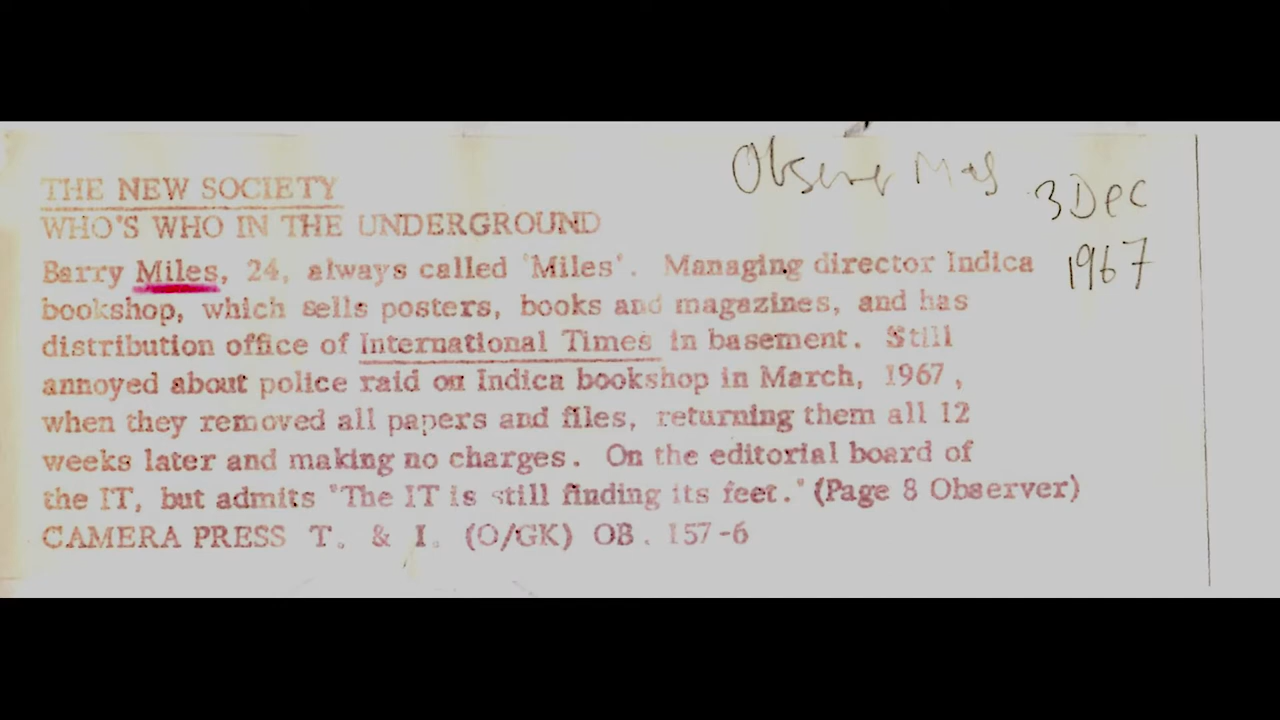 THE NEW SOCIETY
WHO'S WHO IN THE UNDERGROUND
Barry Miles, 24, always called 'Miles'. Managing director Indica
bookshop, which sells posters, books and magazines, and has
distribution office of International Times in basement. Still
annoyed about police raid on Indica bookshop in March, 1967,
when they removed all papers and files, returning them all 12
weeks later and making no charges. On the editorial board of
the IT, but admits "The IT is still finding its feet." (Page 8 Observer)
CAMERA PRESS T. & I. (O/GK) OB. 157-6
Observer
3 Dec
1967